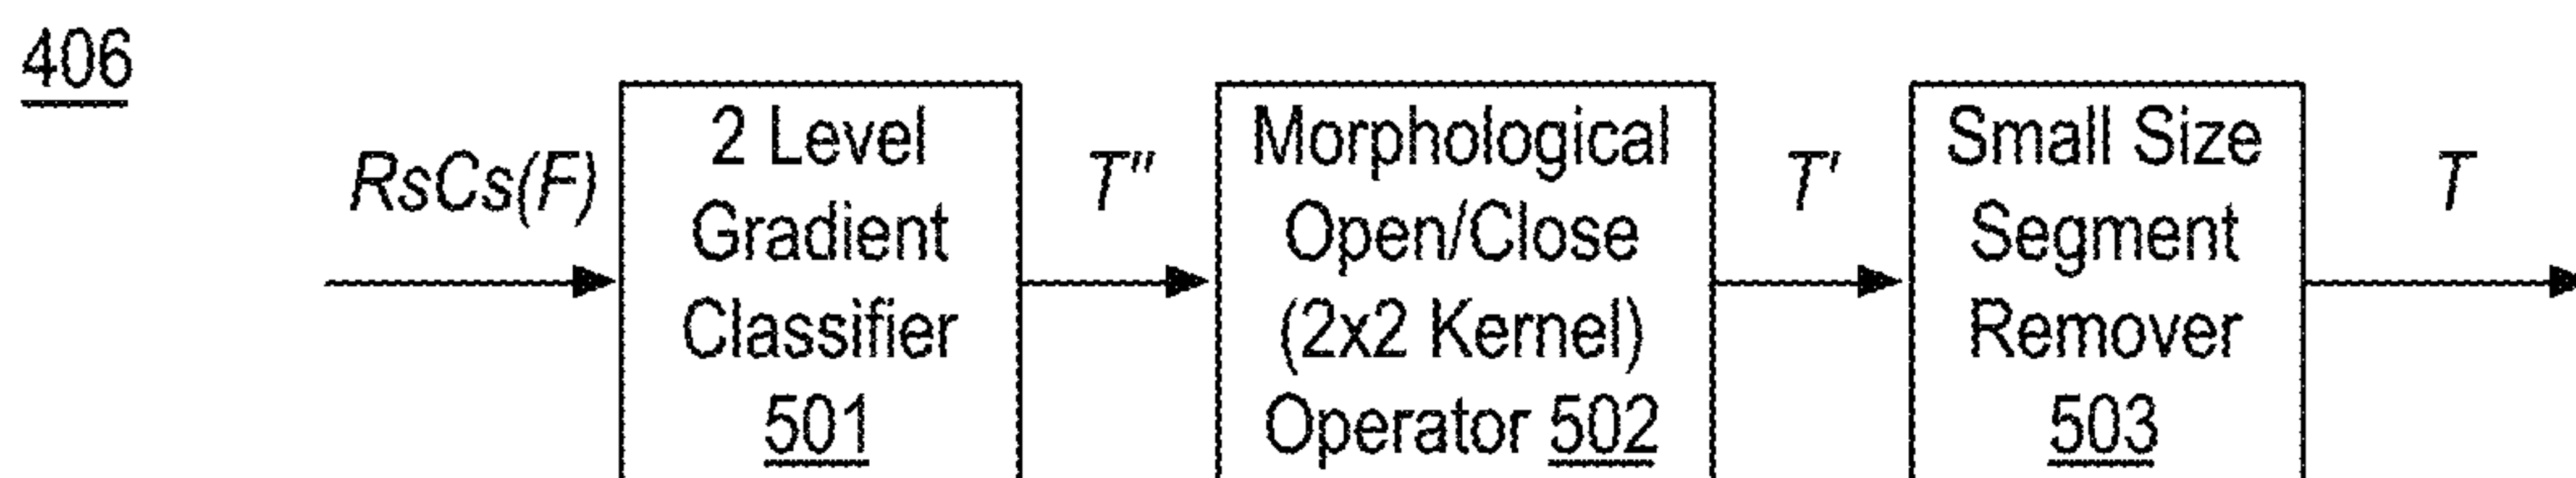 406
RsCs(F)
2 Level
Gradient
Classifier
501
T"
Morphological
Open/Close
(2x2 Kernel)
Operator 502
T'
Small Size
Segment
Remover
503
T